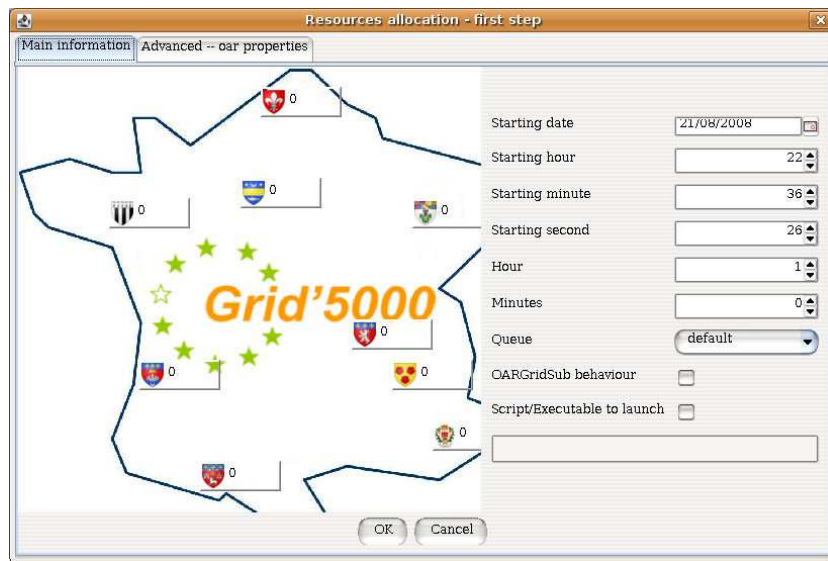 Resources allocation - first step
Main information
Advanced -- oar properties
0
0
0
0
Grid'5000
0
0
0
0
0
Starting date 21/08/2008
Starting hour 22
Starting minute 36
Starting second 26
Hour 1
Minutes 0
Queue default
OARGridSub behaviour
Script/Executable to launch
OK
Cancel